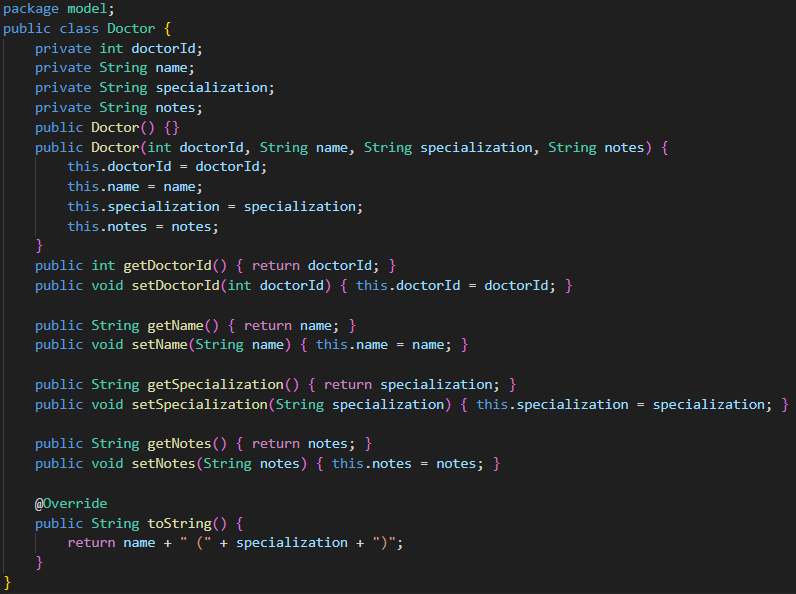 package model;
public class Doctor {
    private int doctorId;
    private String name;
    private String specialization;
    private String notes;
    public Doctor() {}
    public Doctor(int doctorId, String name, String specialization, String notes) {
        this.doctorId = doctorId;
        this.name = name;
        this.specialization = specialization;
        this.notes = notes;
    }
    public int getDoctorId() { return doctorId; }
    public void setDoctorId(int doctorId) { this.doctorId = doctorId; }

    public String getName() { return name; }
    public void setName(String name) { this.name = name; }

    public String getSpecialization() { return specialization; }
    public void setSpecialization(String specialization) { this.specialization = specialization; }

    public String getNotes() { return notes; }
    public void setNotes(String notes) { this.notes = notes; }

    @Override
    public String toString() {
        return name + " (" + specialization + ")";
    }
}